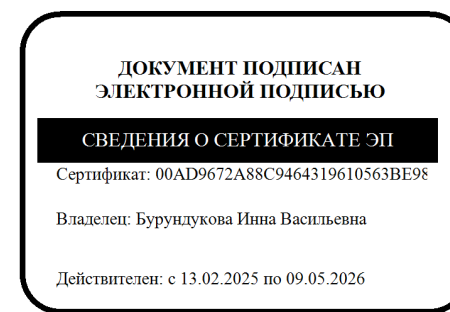 ДОКУМЕНТ ПОДПИСАН
ЭЛЕКТРОННОЙ ПОДПИСЬЮ
СВЕДЕНИЯ О СЕРТИФИКАТЕ ЭП
Сертификат: 00AD9672A88C9464319610563BE98
Владелец: Бурундукова Инна Васильевна
Действителен: с 13.02.2025 по 09.05.2026